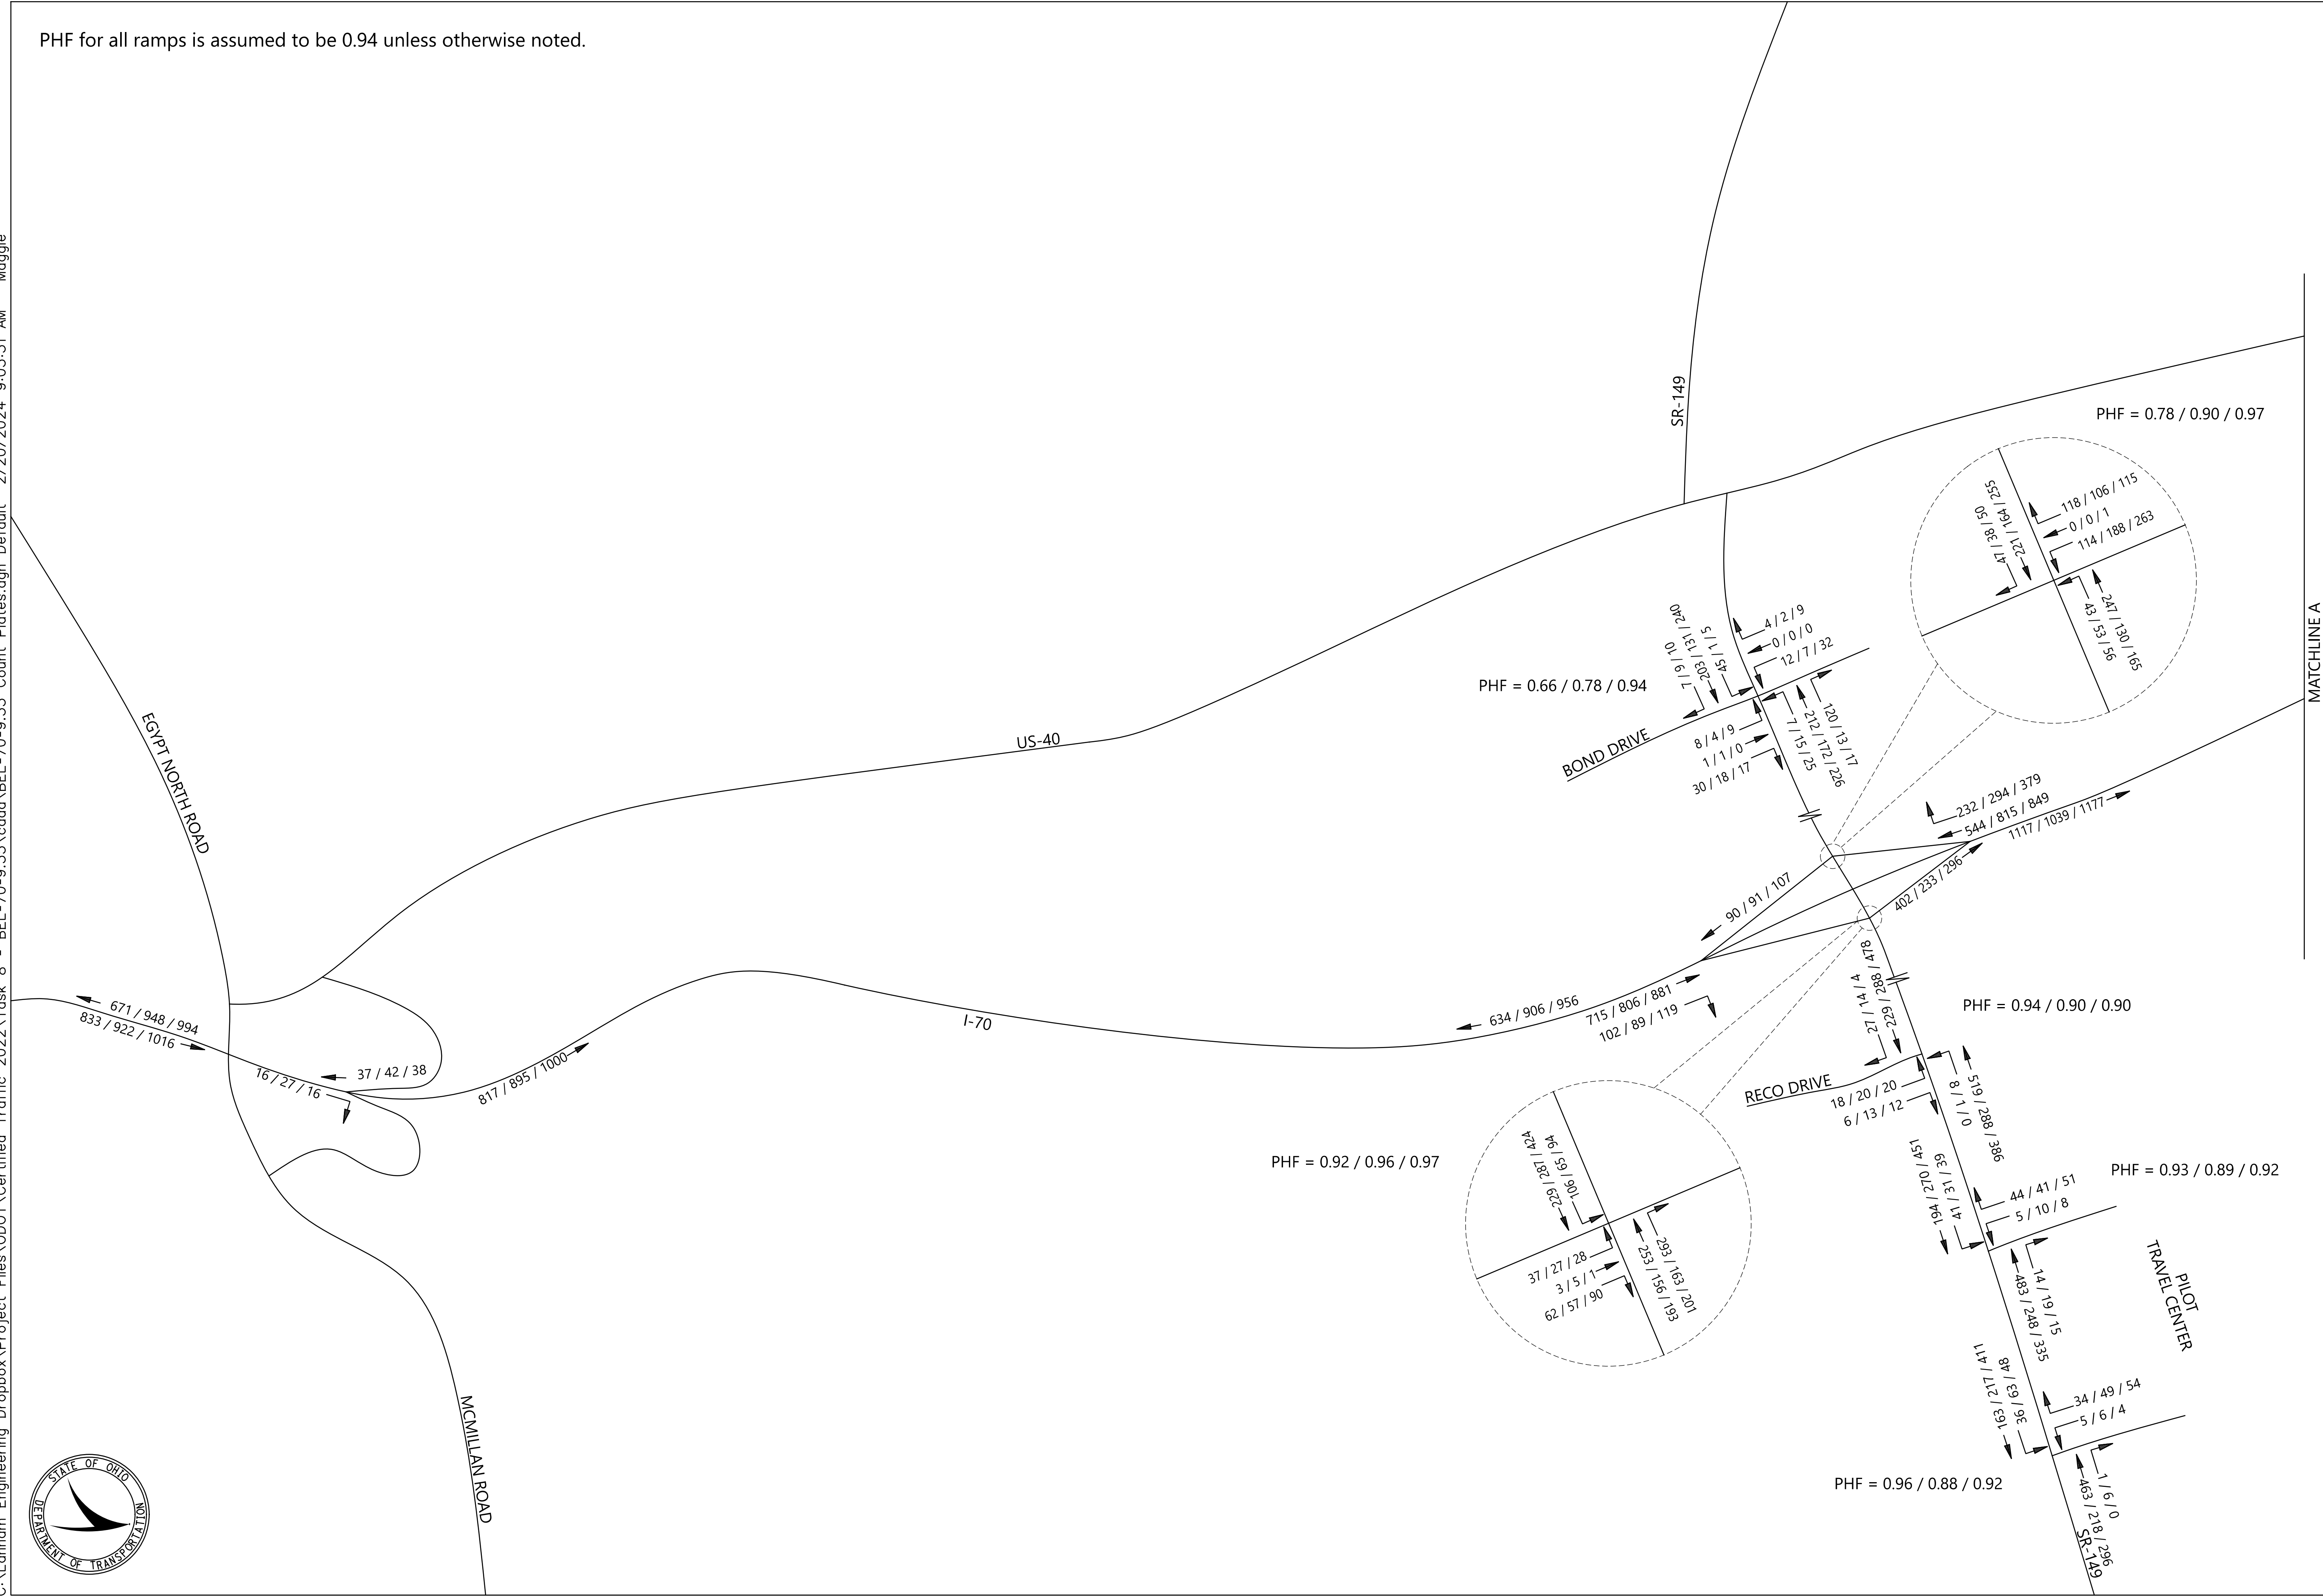 PHF for all ramps is assumed to be 0.94 unless otherwise noted.
SR-149
PHF = 0.78 / 0.90 / 0.97
118 / 106 / 115
0 / 0 / 1
114 / 188 / 263
221 / 164 / 255
47 / 38 / 50
247 / 130 / 165
43 / 53 / 56
MATCHLINE A
4 / 2 / 9
0 / 0 / 0
12 / 7 / 32
45 / 1 / 5
203 / 131 / 240
7 / 9 / 10
PHF = 0.66 / 0.78 / 0.94
BOND DRIVE
8 / 4 / 9
1 / 1 / 0
30 / 18 / 17
120 / 13 / 17
212 / 172 / 226
7 / 15 / 25
EGYPT NORTH ROAD
US-40
232 / 294 / 379
544 / 815 / 849
1117 / 1039 / 1177
90 / 91 / 107
402 / 233 / 296
671 / 948 / 994
833 / 922 / 1016
37 / 42 / 38
16 / 27 / 16
817 / 895 / 1000
I-70
634 / 906 / 956
715 / 806 / 881
102 / 89 / 119
229 / 288 / 478
27 / 14 / 4
PHF = 0.94 / 0.90 / 0.90
RECO DRIVE
18 / 20 / 20
6 / 13 / 12
519 / 288 / 386
8 / 1 / 0
PHF = 0.92 / 0.96 / 0.97
106 / 65 / 94
229 / 287 / 424
37 / 27 / 28
3 / 5 / 1
62 / 57 / 90
293 / 163 / 201
253 / 156 / 193
PHF = 0.93 / 0.89 / 0.92
41 / 31 / 39
194 / 270 / 451
44 / 41 / 51
5 / 10 / 8
14 / 19 / 15
483 / 248 / 335
PILOT
TRAVEL CENTER
36 / 63 / 48
163 / 217 / 411
34 / 49 / 54
5 / 6 / 4
PHF = 0.96 / 0.88 / 0.92
1 / 6 / 0
463 / 218 / 296
SR-149
MCMILLAN ROAD
STATE OF OHIO
DEPARTMENT OF TRANSPORTATION